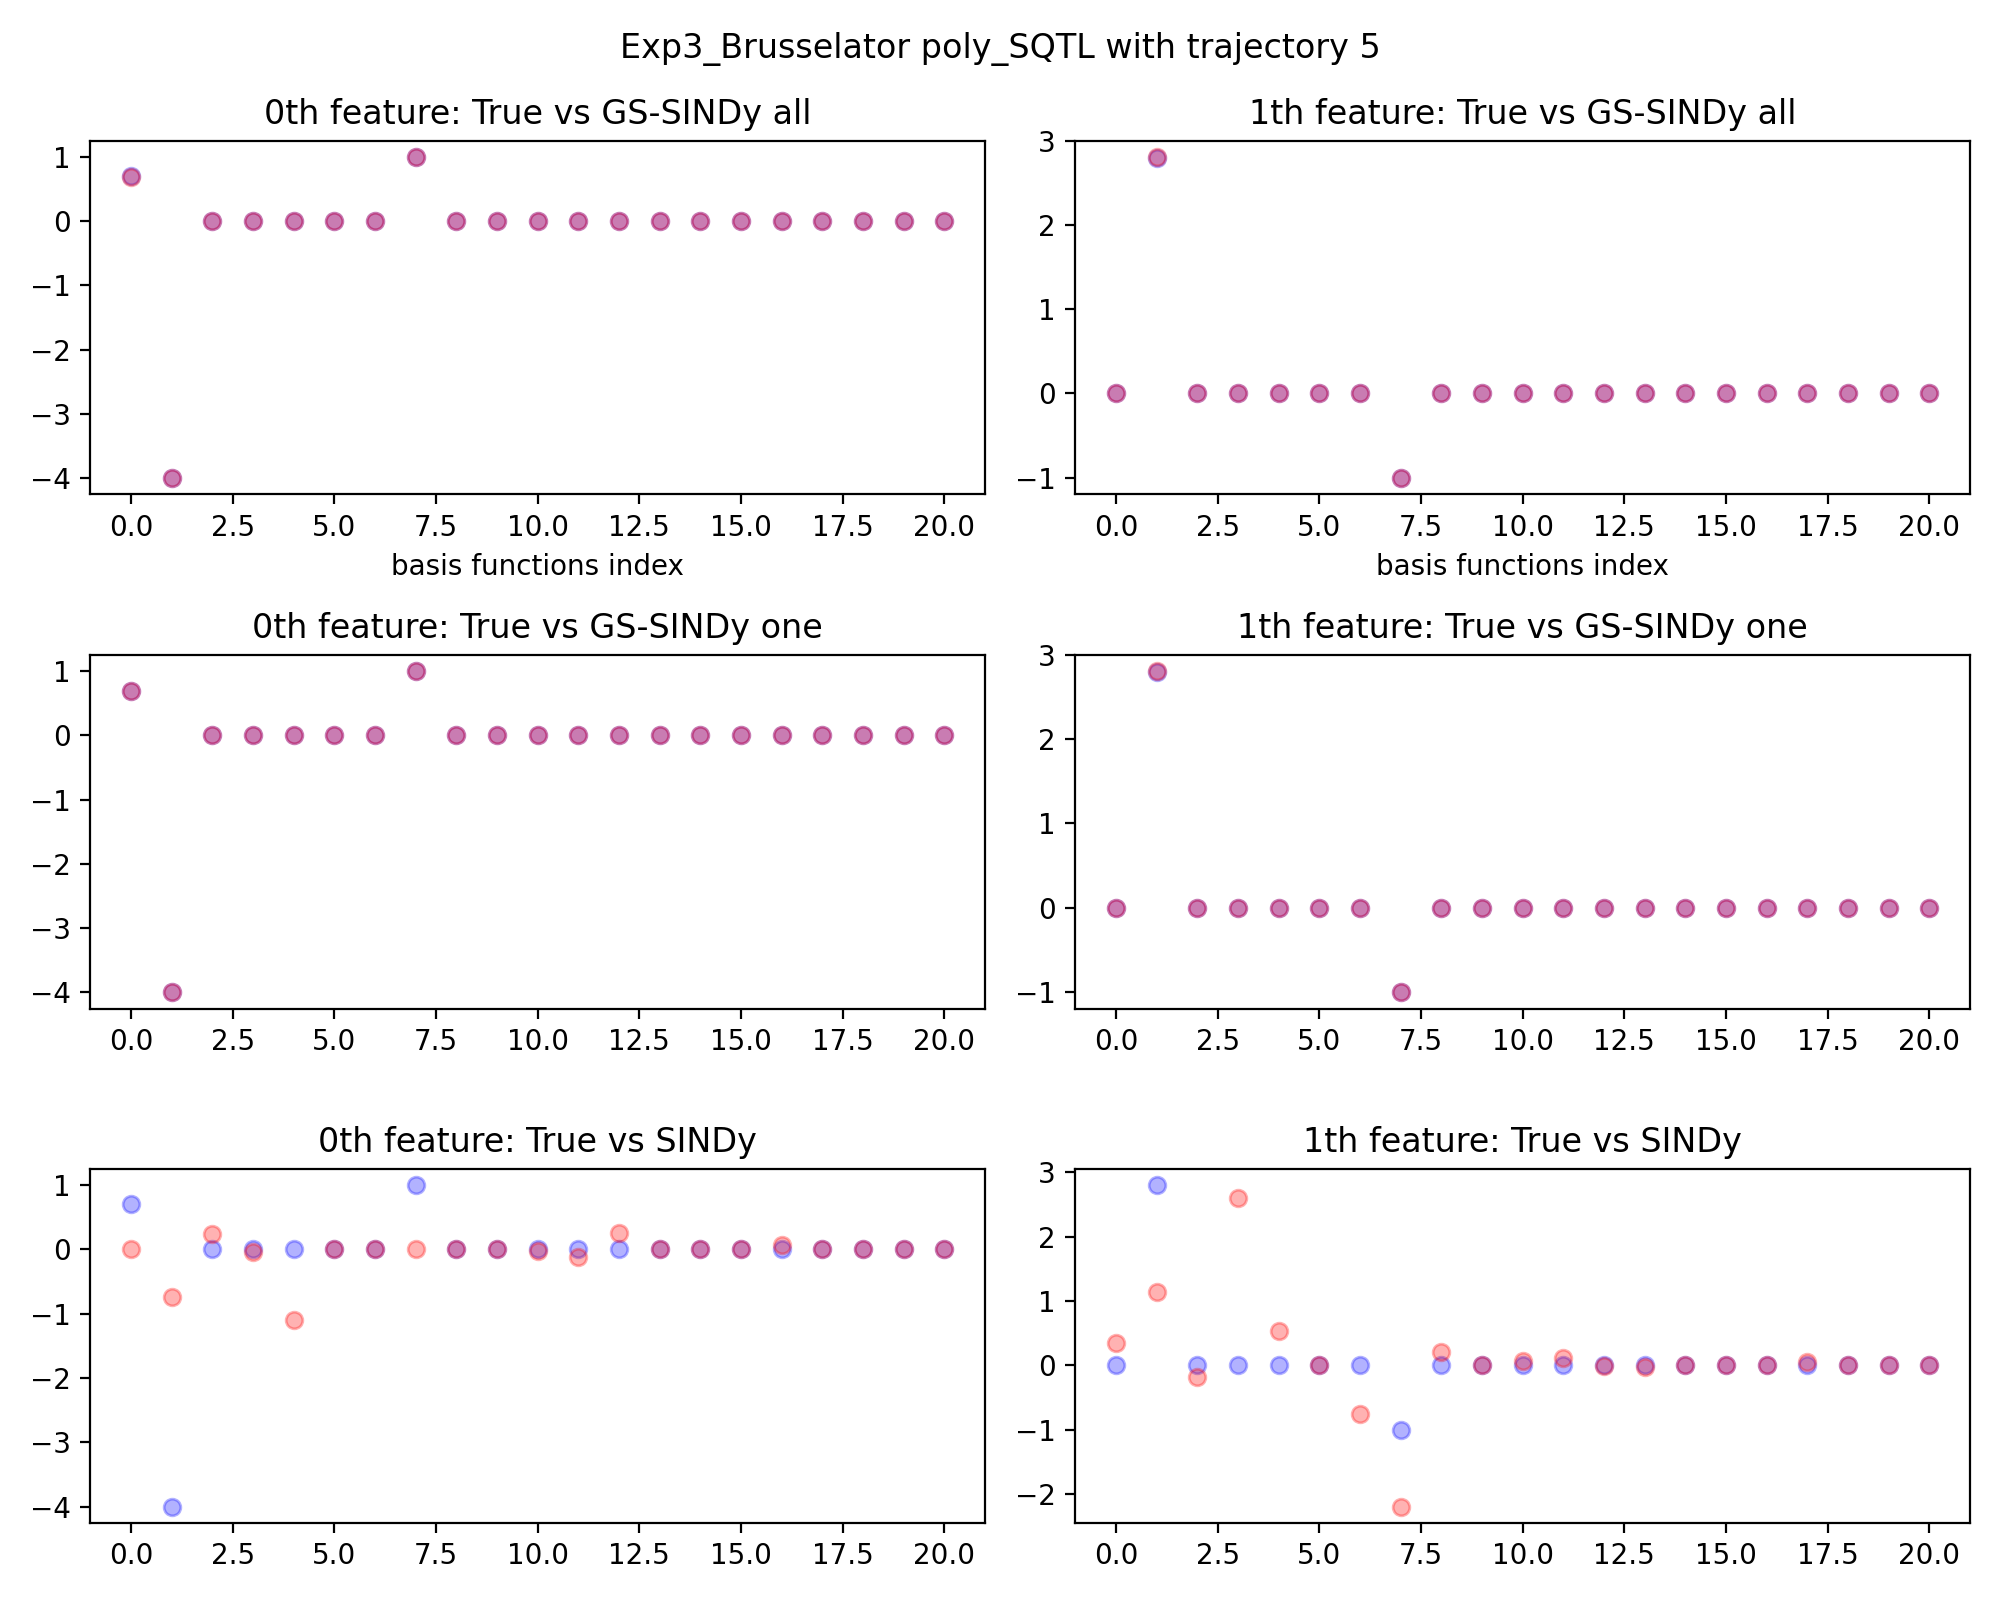 Exp3_Brusselator poly_SQTL with trajectory 5
0th feature: True vs GS-SINDy all
1
0
−1
−2
−3
−4
0.0 2.5 5.0 7.5 10.0 12.5 15.0 17.5 20.0
basis functions index
1th feature: True vs GS-SINDy all
3
2
1
0
−1
0.0 2.5 5.0 7.5 10.0 12.5 15.0 17.5 20.0
basis functions index
0th feature: True vs GS-SINDy one
1
0
−1
−2
−3
−4
0.0 2.5 5.0 7.5 10.0 12.5 15.0 17.5 20.0
1th feature: True vs GS-SINDy one
3
2
1
0
−1
0.0 2.5 5.0 7.5 10.0 12.5 15.0 17.5 20.0
0th feature: True vs SINDy
1
0
−1
−2
−3
−4
0.0 2.5 5.0 7.5 10.0 12.5 15.0 17.5 20.0
1th feature: True vs SINDy
3
2
1
0
−1
−2
0.0 2.5 5.0 7.5 10.0 12.5 15.0 17.5 20.0